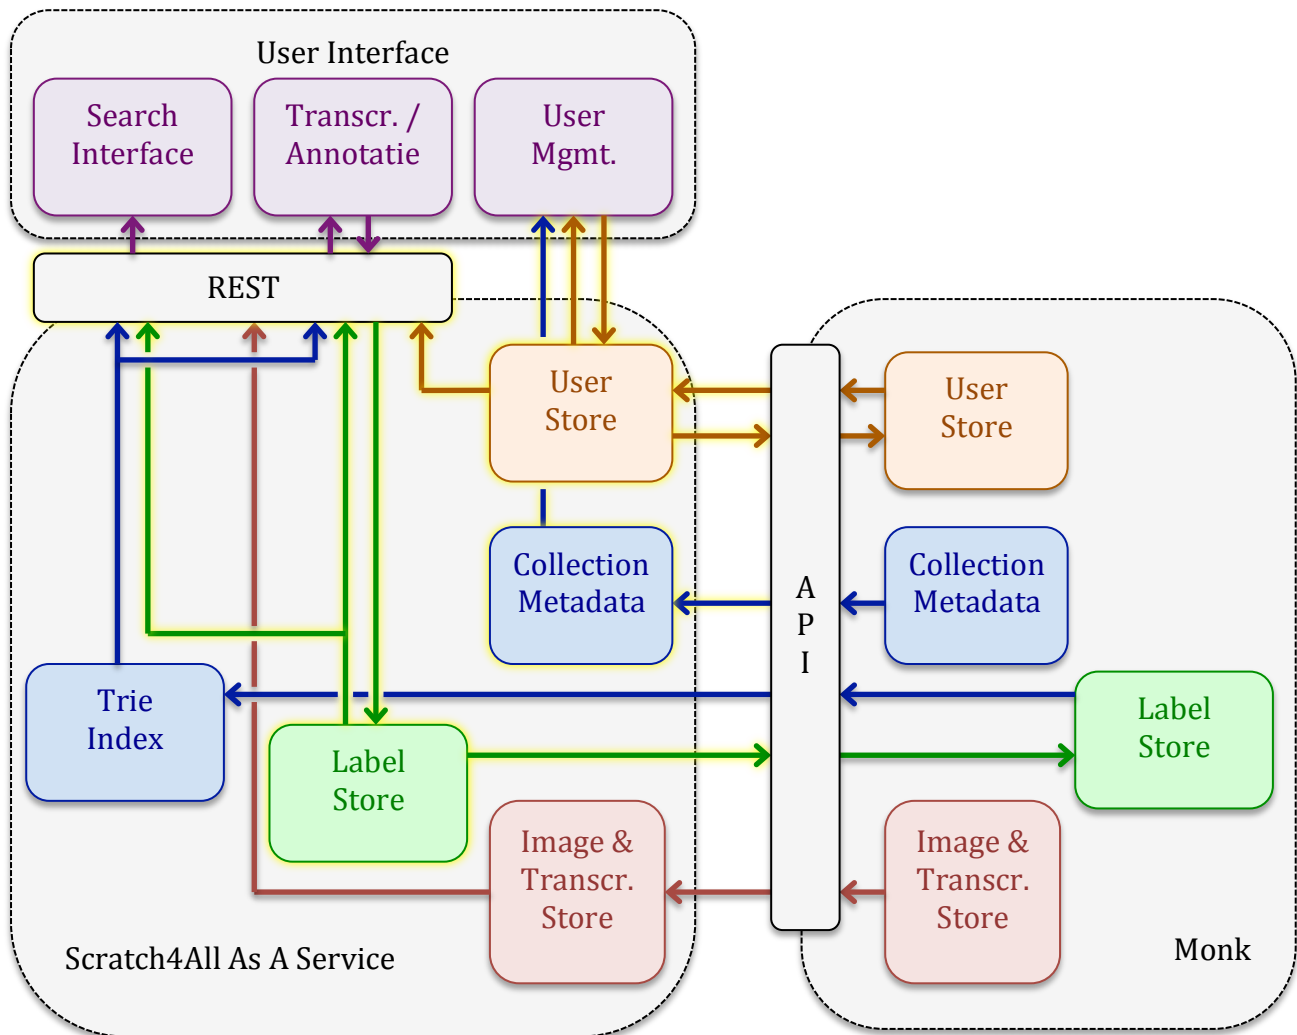 User Interface
Search
Interface
Transcr. /
Annotatie
User
Mgmt.
REST
User
Store
User
Store
Collection
Metadata
A
P
I
Collection
Metadata
Trie
Index
Label
Store
Label
Store
Image &
Transcr.
Store
Image &
Transcr.
Store
Scratch4All As A Service
Monk